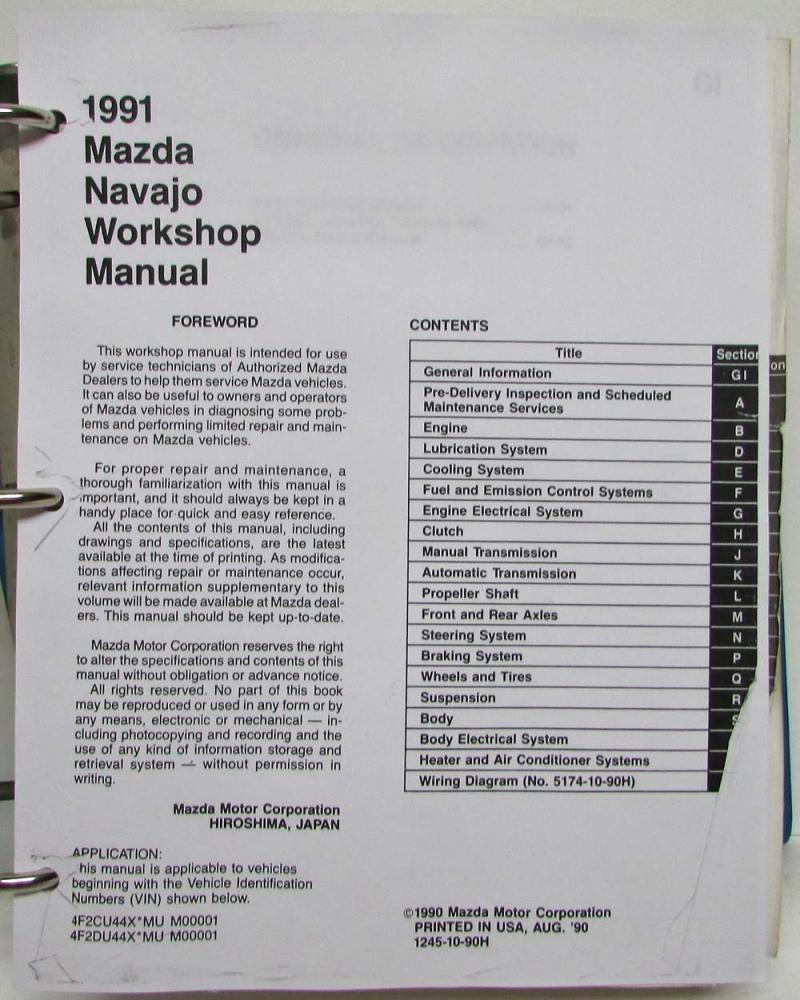 1991
Mazda
Navajo
Workshop
Manual
FOREWORD
This workshop manual is intended for use
by service technicians of Authorized Mazda
Dealers to help them service Mazda vehicles.
It can also be useful to owners and operators
of Mazda vehicles in diagnosing some prob-
lems and performing limited repair and main-
tenance on Mazda vehicles.
For proper repair and maintenance, a
thorough familiarization with this manual is
important, and it should always be kept in a
handy place for quick and easy reference.
All the contents of this manual, including
drawings and specifications, are the latest
available at the time of printing. As modifica-
tions affecting repair or maintenance occur,
relevant information supplementary to this
volume will be made available at Mazda deal-
ers. This manual should be kept up-to-date.
Mazda Motor Corporation reserves the right
to alter the specifications and contents of this
manual without obligation or advance notice.
All rights reserved. No part of this book
may be reproduced or used in any form or by
any means, electronic or mechanical — in-
cluding photocopying and recording and the
use of any kind of information storage and
retrieval system — without permission in
writing.
Mazda Motor Corporation
HIROSHIMA, JAPAN
APPLICATION:
his manual is applicable to vehicles
beginning with the Vehicle Identification
Numbers (VIN) shown below.
4F2CU44X*MU M00001
4F2DU44X*MU M00001
CONTENTS
Title Sectio
General Information GI
Pre-Delivery Inspection and Scheduled
Maintenance Services A
Engine B
Lubrication System D
Cooling System E
Fuel and Emission Control Systems F
Engine Electrical System G
Clutch H
Manual Transmission J
Automatic Transmission K
Propeller Shaft L
Front and Rear Axles M
Steering System N
Braking System P
Wheels and Tires Q
Suspension R
Body S
Body Electrical System
Heater and Air Conditioner Systems
Wiring Diagram (No. 5174-10-90H)
©1990 Mazda Motor Corporation
PRINTED IN USA, AUG. '90
1245-10-90H
on